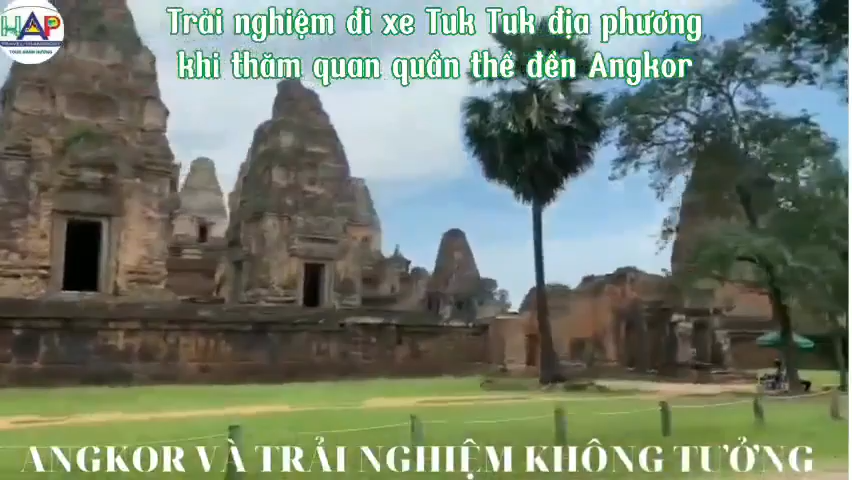 HAP
Trải nghiệm đi xe Tuk Tuk địa phương
khi thăm quan quần thể đền Angkor
ANGKOR VÀ TRẢI NGHIỆM KHÔNG TƯỞNG